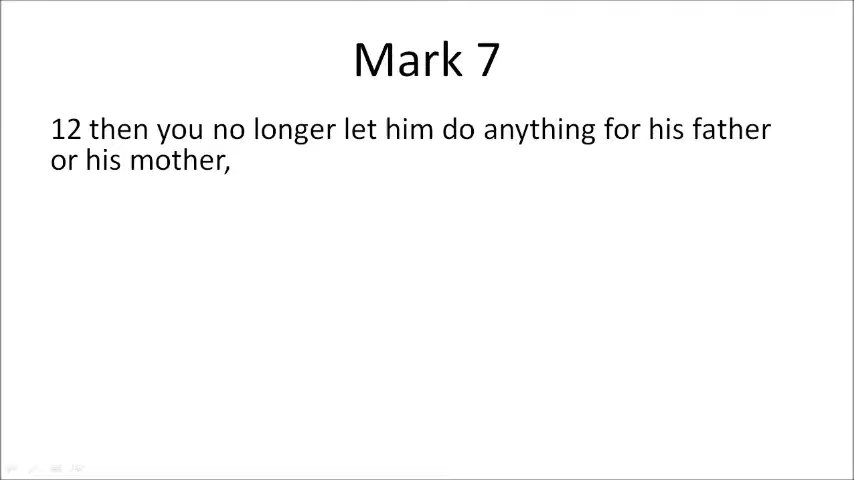 Mark 7
12 then you no longer let him do anything for his father
or his mother,